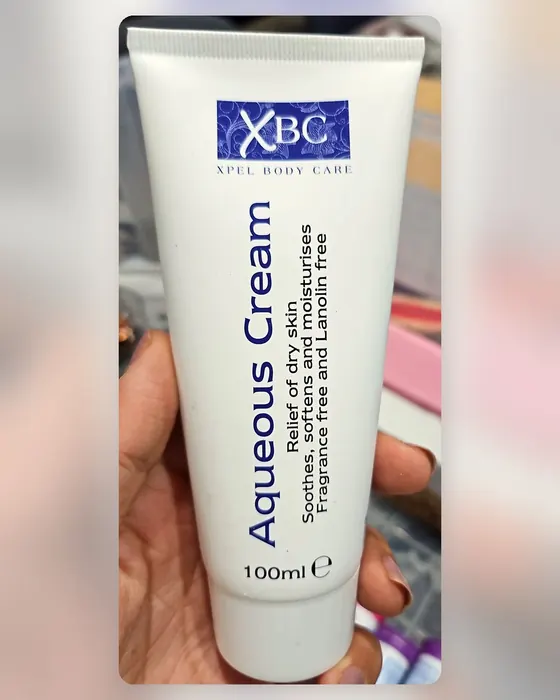 XBC
XPEL BODY CARE
Aqueous Cream
Relief of dry skin
Soothes, softens and moisturises
Fragrance free and Lanolin free
100ml ℮